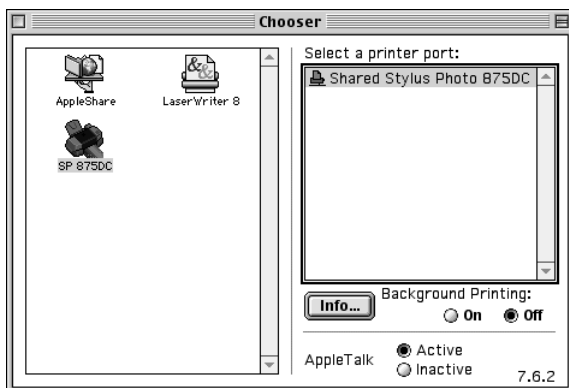 Chooser
AppleShare
LaserWriter 8
SP 875DC
Select a printer port:
Shared Stylus Photo 875DC
Info...
Background Printing:
On Off
AppleTalk
Active
Inactive
7.6.2